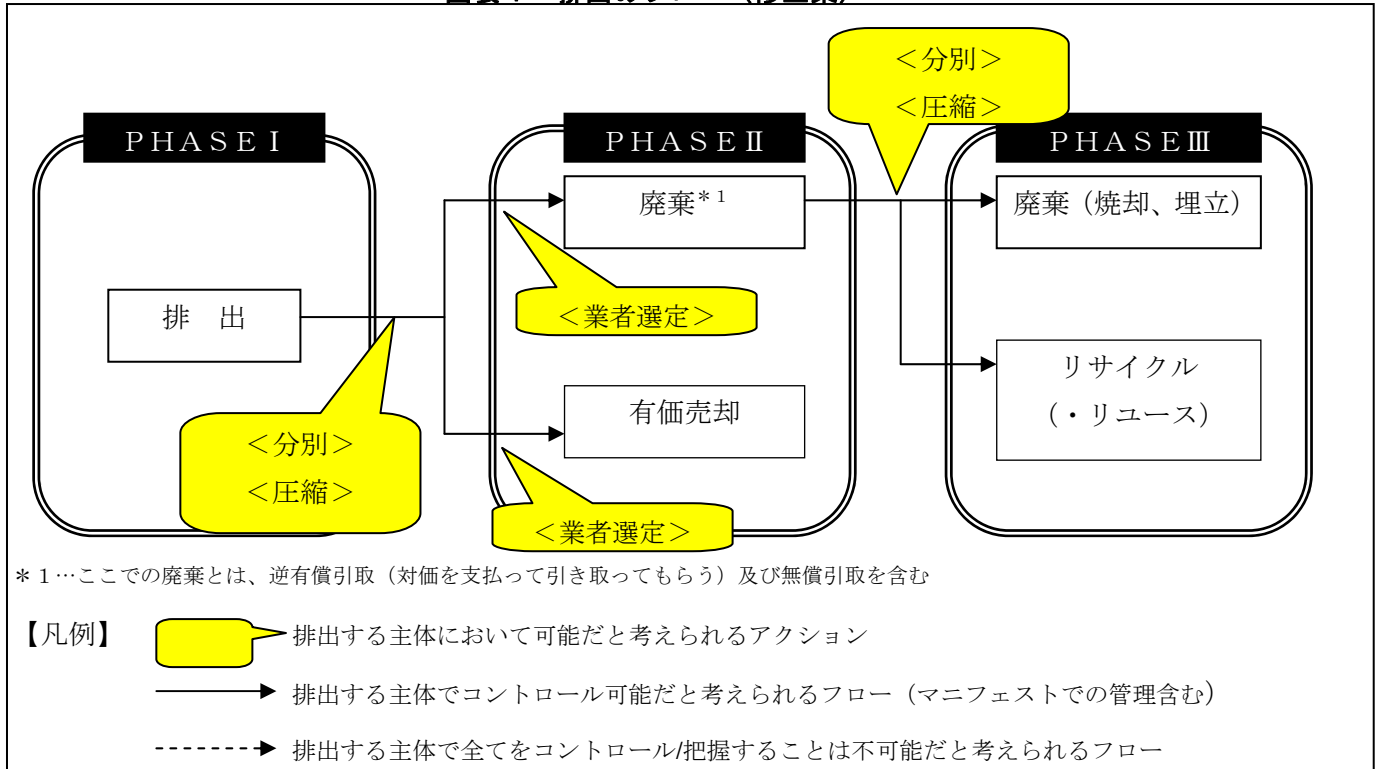 ＜分別＞
＜圧縮＞
ＰＨＡＳＥⅠ
ＰＨＡＳＥⅡ
ＰＨＡＳＥⅢ
廃棄＊１
廃棄（焼却、埋立）
排　出
＜業者選定＞
リサイクル
（・リユース）
有価売却
＜分別＞
＜圧縮＞
＜業者選定＞
＊１…ここでの廃棄とは、逆有償引取（対価を支払って引き取ってもらう）及び無償引取を含む
【凡例】
排出する主体において可能だと考えられるアクション
排出する主体でコントロール可能だと考えられるフロー（マニフェストでの管理含む）
排出する主体で全てをコントロール/把握することは不可能だと考えられるフロー